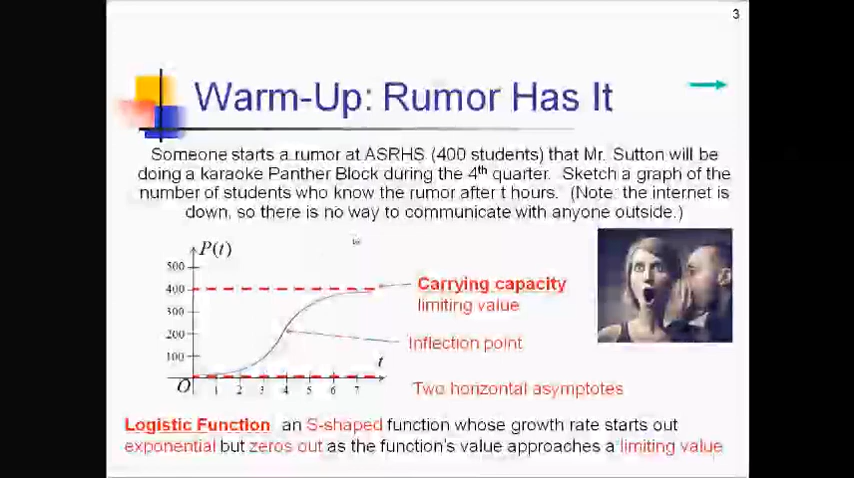 3
Warm-Up: Rumor Has It
Someone starts a rumor at ASRHS (400 students) that Mr. Sutton will be
doing a karaoke Panther Block during the 4th quarter. Sketch a graph of the
number of students who know the rumor after t hours. (Note: the internet is
down, so there is no way to communicate with anyone outside.)
P(t)
500
400
300
200
100
O
1 2 3 4 5 6 7
t
Carrying capacity
limiting value
Inflection point
Two horizontal asymptotes
Logistic Function an S-shaped function whose growth rate starts out
exponential but zeros out as the function's value approaches a limiting value